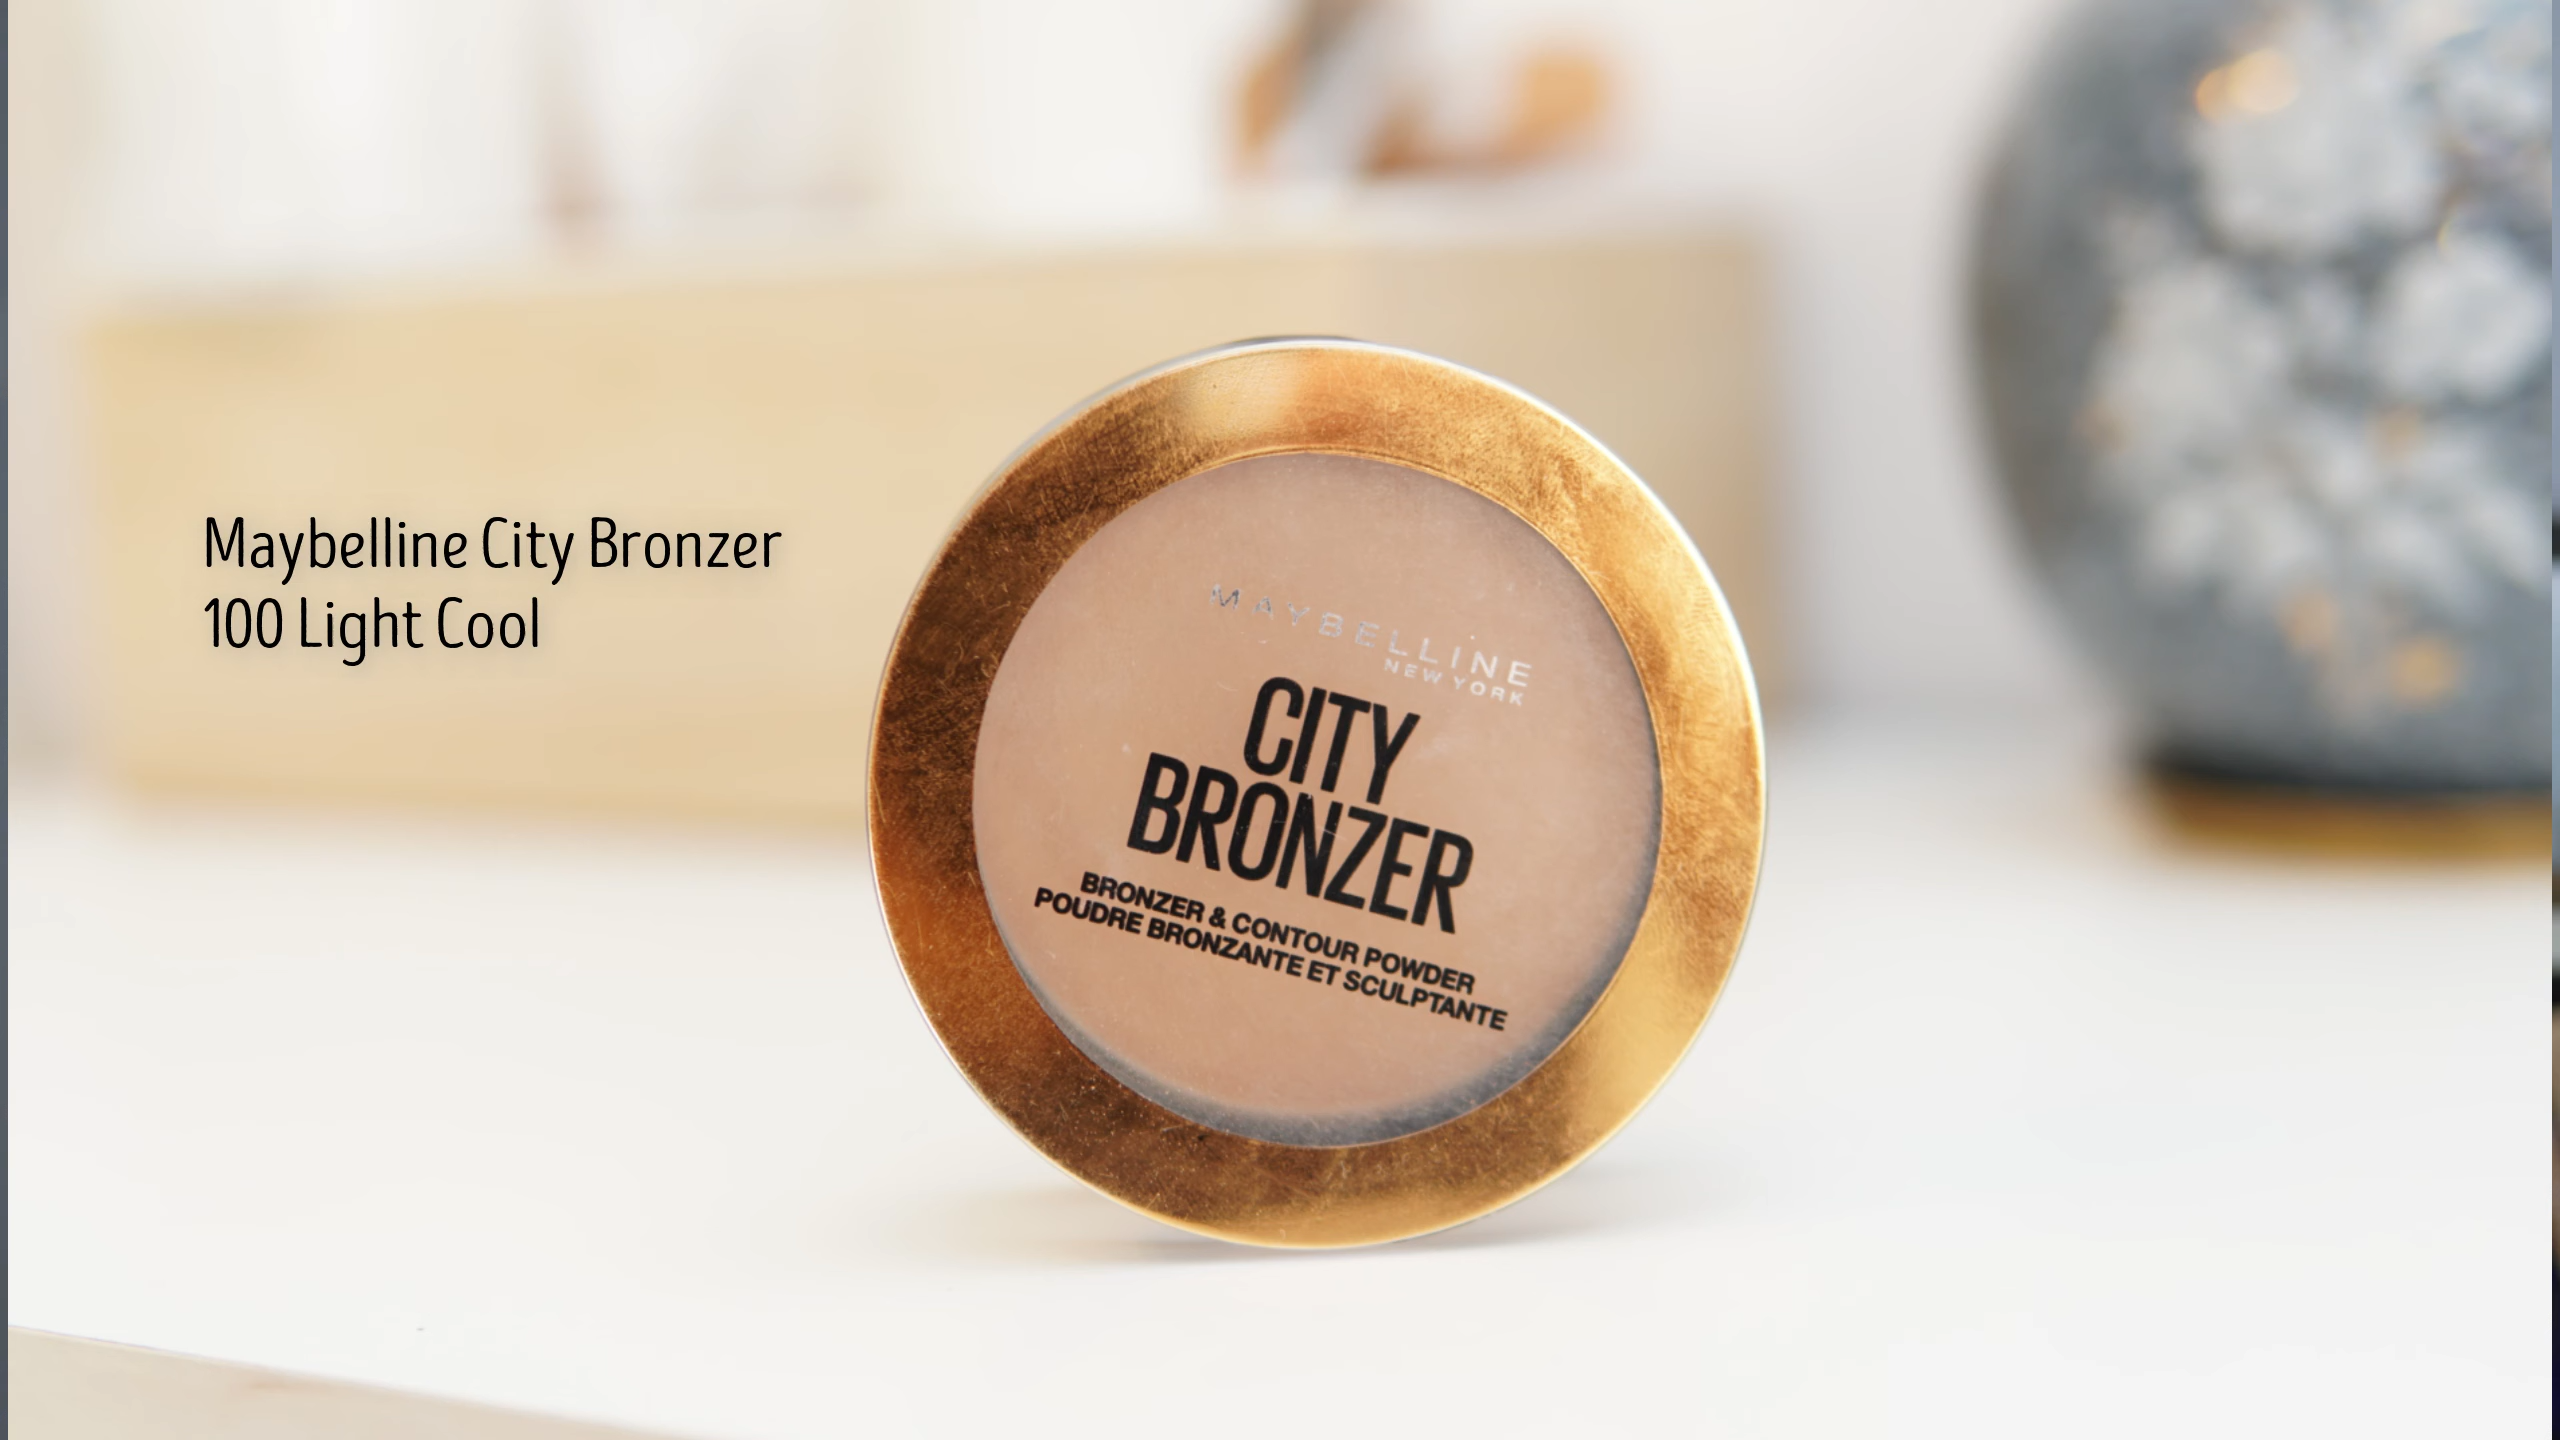 Maybelline City Bronzer
100 Light Cool
MAYBELLINE
NEW YORK
CITY
BRONZER
BRONZER & CONTOUR POWDER
POUDRE BRONZANTE ET SCULPTANTE